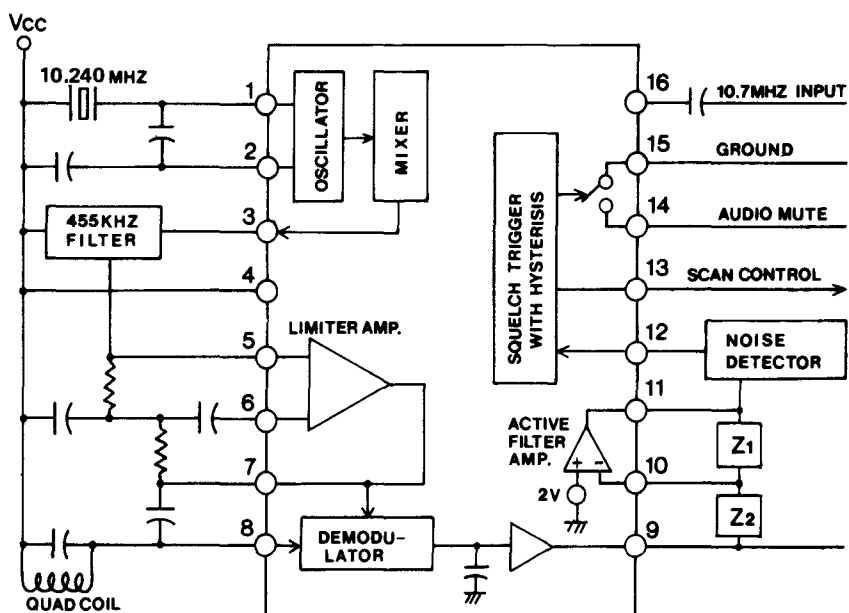 Vcc
10.240 MHZ
1
2
OSCILLATOR
MIXER
455KHZ
FILTER
3
4
5
LIMITER AMP.
6
7
8
DEMODU-
LATOR
QUAD COIL
16
10.7MHZ INPUT
15
GROUND
14
AUDIO MUTE
SQUELCH TRIGGER
WITH HYSTERISIS
13
SCAN CONTROL
12
NOISE
DETECTOR
11
ACTIVE
FILTER
AMP.
+ -
2V
10
Z1
Z2
9